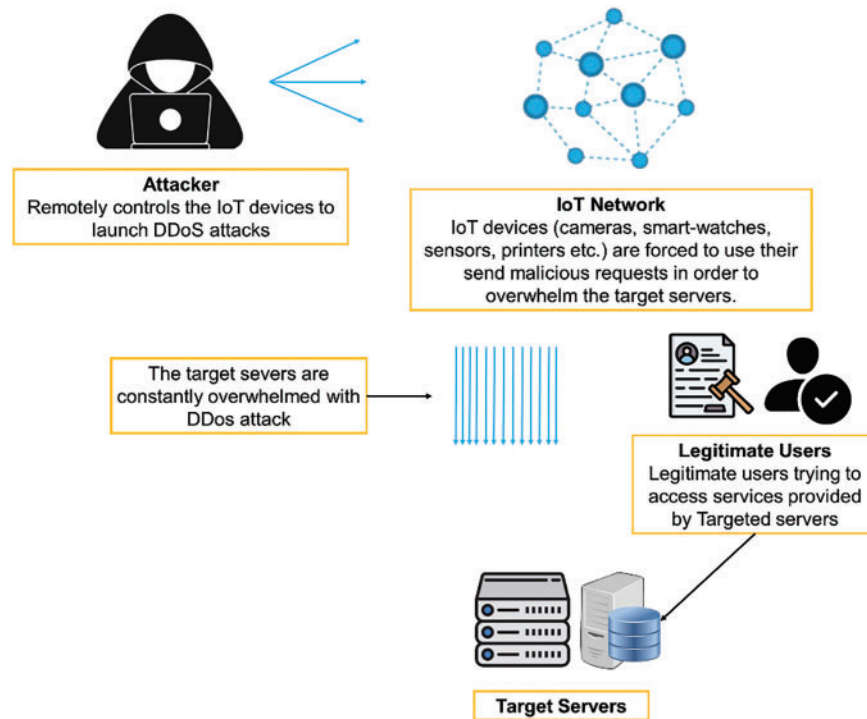 Attacker
Remotely controls the IoT devices to
launch DDoS attacks
IoT Network
IoT devices (cameras, smart-watches,
sensors, printers etc.) are forced to use their
send malicious requests in order to
overwhelm the target servers.
The target severs are
constantly overwhelmed with
DDos attack
Legitimate Users
Legitimate users trying to
access services provided
by Targeted servers
Target Servers